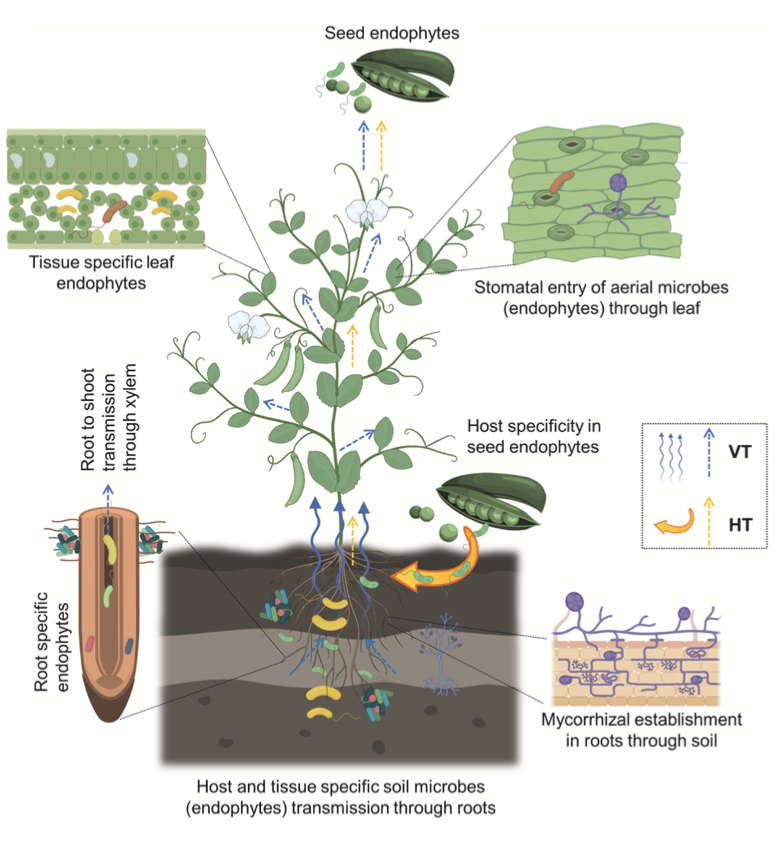 Seed endophytes
Tissue specific leaf
endophytes
Stomatal entry of aerial microbes
(endophytes) through leaf
Root to shoot
transmission
through xylem
Host specificity in
seed endophytes
VT
HT
Root specific
endophytes
Mycorrhizal establishment
in roots through soil
Host and tissue specific soil microbes
(endophytes) transmission through roots